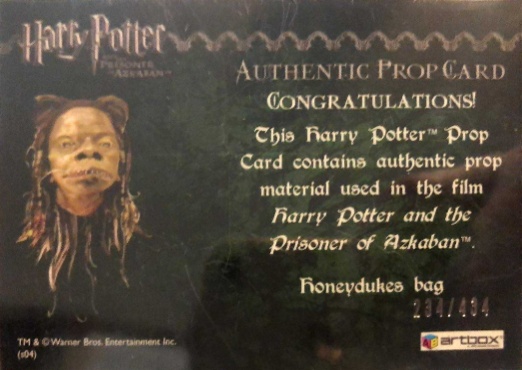 Harry Potter
AND THE
PRISONER
OF AZKABAN™
AUTHENTIC PROP CARD
CONGRATULATIONS!
This Harry Potter™ Prop
Card contains authentic prop
material used in the film
Harry Potter and the
Prisoner of Azkaban™.
Honeydukes bag
234/434
TM & © Warner Bros. Entertainment Inc.
(s04)
artbox